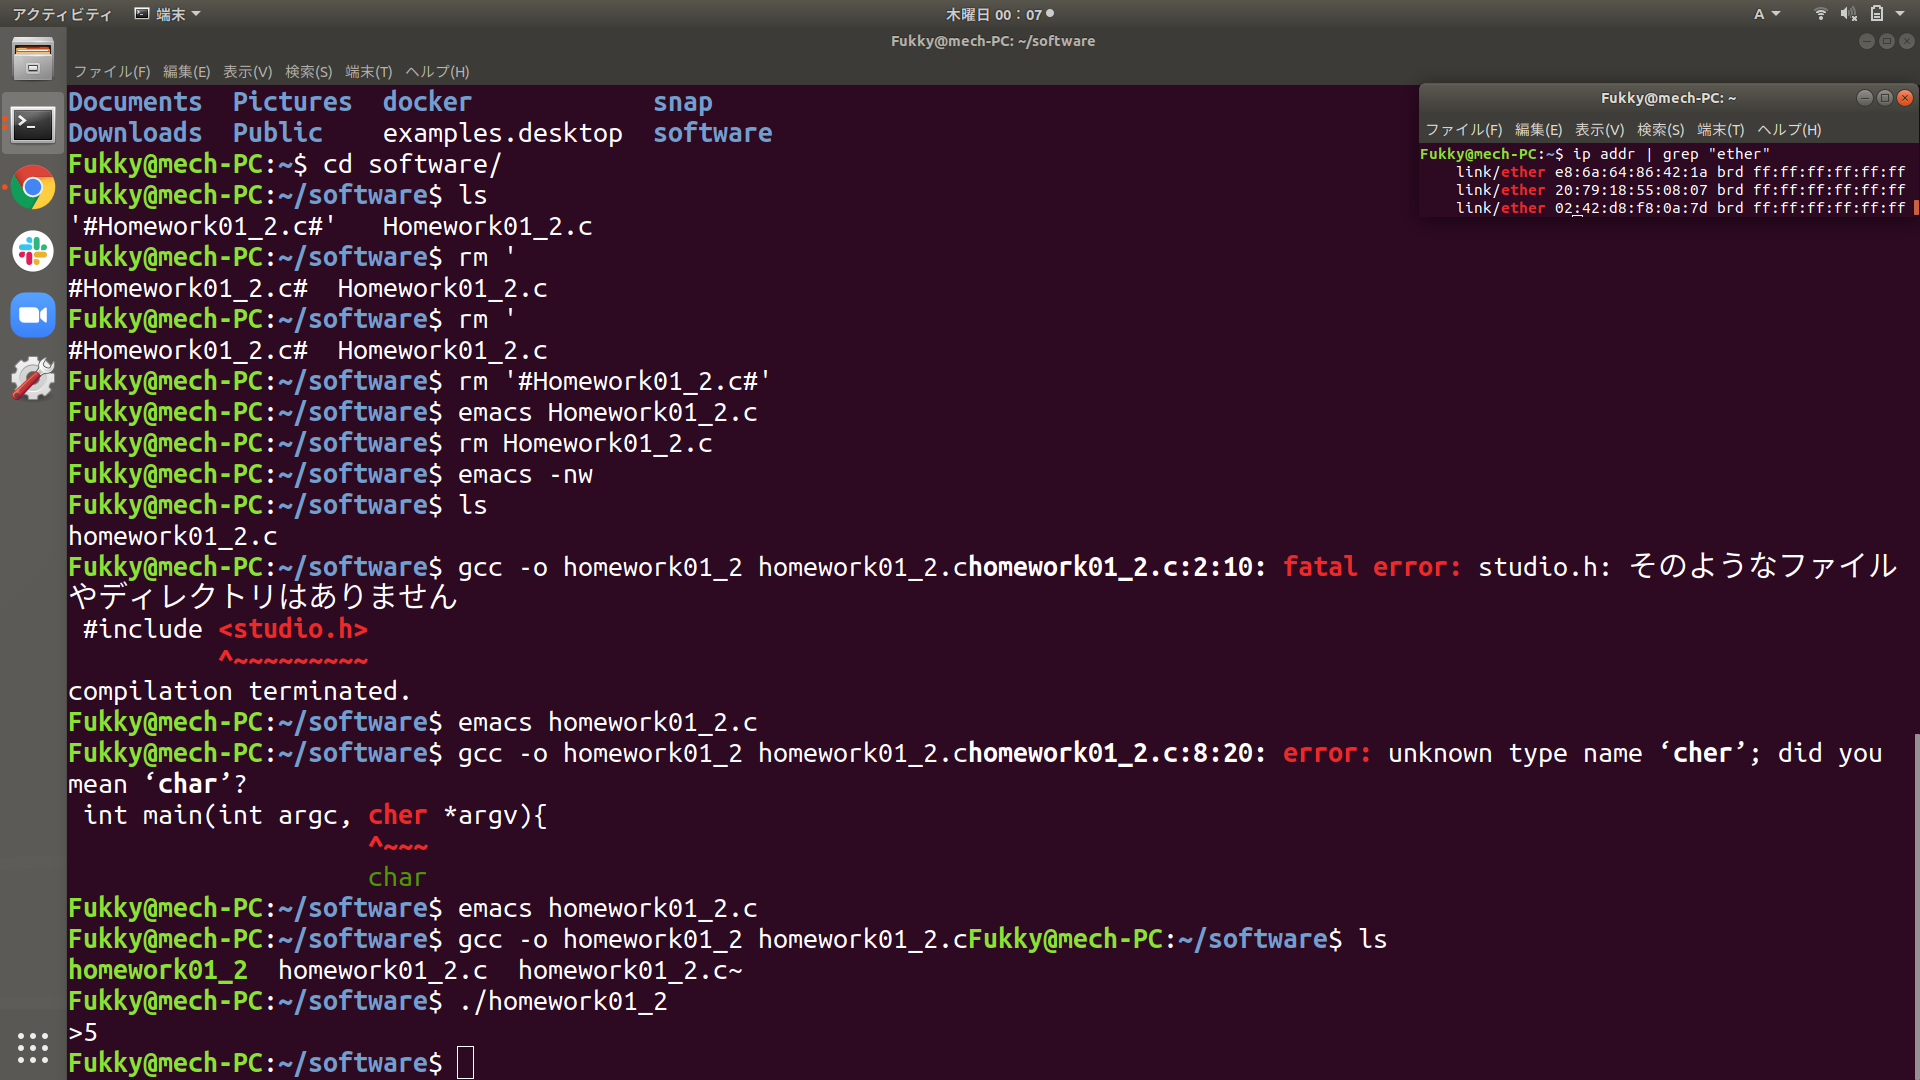 アクティビティ 端末 木曜日 00：07 A
Fukky@mech-PC: ~/software
ファイル(F) 編集(E) 表示(V) 検索(S) 端末(T) ヘルプ(H)
Documents Pictures docker snap
Downloads Public examples.desktop software
Fukky@mech-PC:~$ cd software/
Fukky@mech-PC:~/software$ ls
'#Homework01_2.c#' Homework01_2.c
Fukky@mech-PC:~/software$ rm '
#Homework01_2.c# Homework01_2.c
Fukky@mech-PC:~/software$ rm '
#Homework01_2.c# Homework01_2.c
Fukky@mech-PC:~/software$ rm '#Homework01_2.c#'
Fukky@mech-PC:~/software$ emacs Homework01_2.c
Fukky@mech-PC:~/software$ rm Homework01_2.c
Fukky@mech-PC:~/software$ emacs -nw
Fukky@mech-PC:~/software$ ls
homework01_2.c
Fukky@mech-PC:~/software$ gcc -o homework01_2 homework01_2.chomework01_2.c:2:10: fatal error: studio.h: そのようなファイル
やディレクトリはありません
#include <studio.h>
^~~~~~~~~~
compilation terminated.
Fukky@mech-PC:~/software$ emacs homework01_2.c
Fukky@mech-PC:~/software$ gcc -o homework01_2 homework01_2.chomework01_2.c:8:20: error: unknown type name ‘cher’; did you
mean ‘char’?
int main(int argc, cher *argv){
^~~~
char
Fukky@mech-PC:~/software$ emacs homework01_2.c
Fukky@mech-PC:~/software$ gcc -o homework01_2 homework01_2.cFukky@mech-PC:~/software$ ls
homework01_2 homework01_2.c homework01_2.c~
Fukky@mech-PC:~/software$ ./homework01_2
>5
Fukky@mech-PC:~/software$
Fukky@mech-PC: ~
ファイル(F) 編集(E) 表示(V) 検索(S) 端末(T) ヘルプ(H)
Fukky@mech-PC:~$ ip addr | grep "ether"
link/ether e8:6a:64:86:42:1a brd ff:ff:ff:ff:ff:ff
link/ether 20:79:18:55:08:07 brd ff:ff:ff:ff:ff:ff
link/ether 02:42:d8:f8:0a:7d brd ff:ff:ff:ff:ff:ff